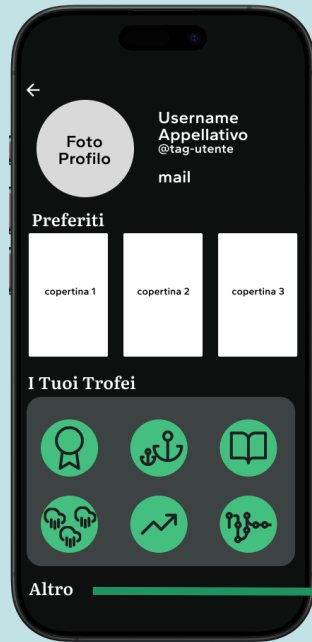 Foto
Profilo
Username
Appellativo
@tag-utente
mail
Preferiti
copertina 1
copertina 2
copertina 3
I Tuoi Trofei
Altro